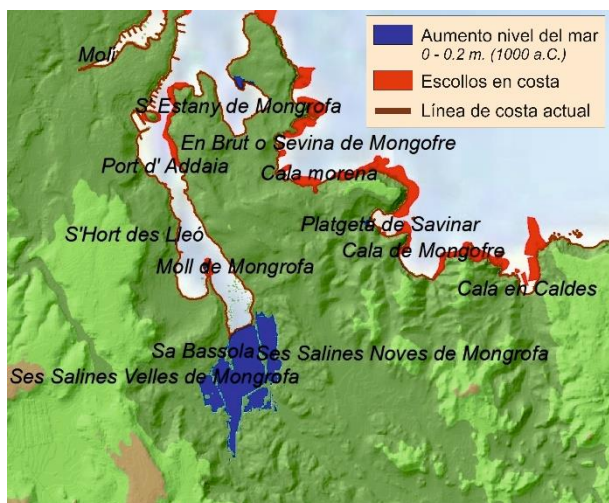 Aumento nivel del mar
0 - 0.2 m. (1000 a.C.)
Escollos en costa
Línea de costa actual
Moli
S'Estany de Mongrofa
En Brut o Sevina de Mongofre
Port d' Addaia
Cala morena
Platgeta de Savinar
S'Hort des Lleó
Cala de Mongofre
Moll de Mongrofa
Cala en Caldes
Sa Bassola
Ses Salines Noves de Mongrofa
Ses Salines Velles de Mongrofa